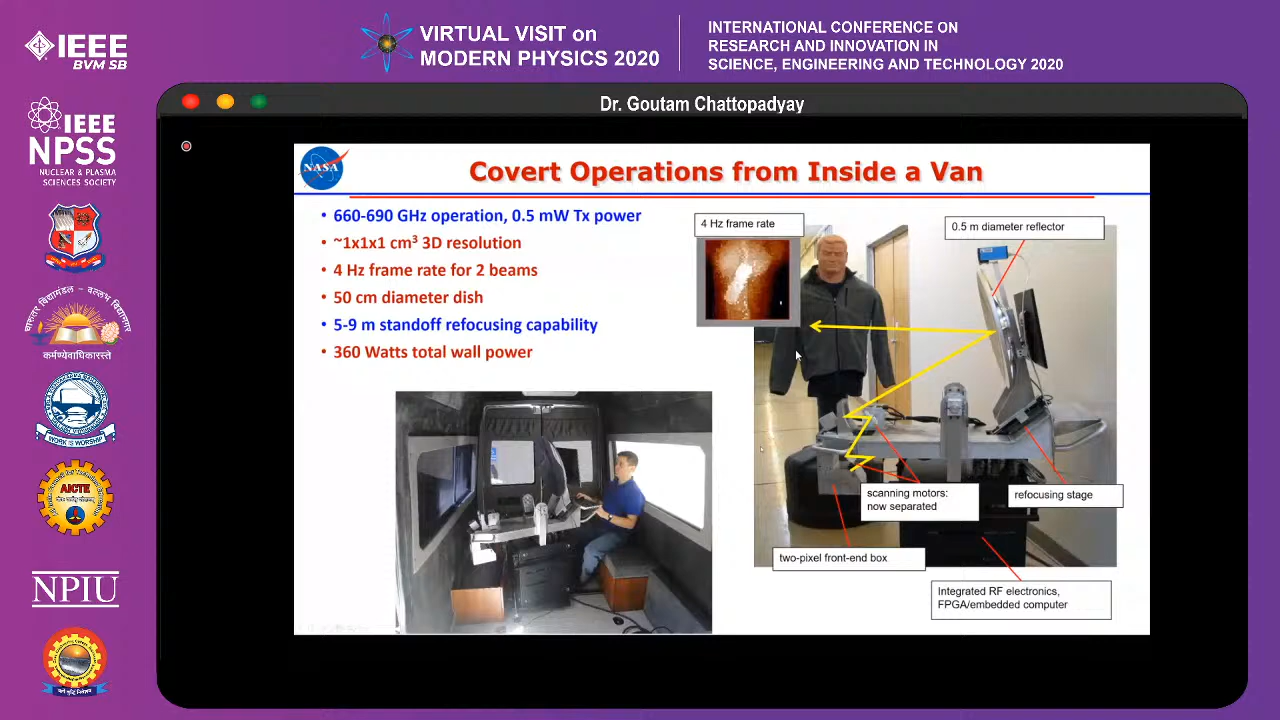 IEEE
BVM SB
VIRTUAL VISIT on
MODERN PHYSICS 2020
INTERNATIONAL CONFERENCE ON
RESEARCH AND INNOVATION IN
SCIENCE, ENGINEERING AND TECHNOLOGY 2020
IEEE
NPSS
NUCLEAR & PLASMA
SCIENCES SOCIETY
चारुतर विद्यामंडल - वल्लभ विद्यानगर
कर्मण्येवाधिकारस्ते
WORK IS WORSHIP
AICTE
NPIU
Dr. Goutam Chattopadyay
NASA
Covert Operations from Inside a Van
• 660-690 GHz operation, 0.5 mW Tx power
• ~1x1x1 cm³ 3D resolution
• 4 Hz frame rate for 2 beams
• 50 cm diameter dish
• 5-9 m standoff refocusing capability
• 360 Watts total wall power
4 Hz frame rate
0.5 m diameter reflector
scanning motors:
now separated
refocusing stage
two-pixel front-end box
Integrated RF electronics,
FPGA/embedded computer